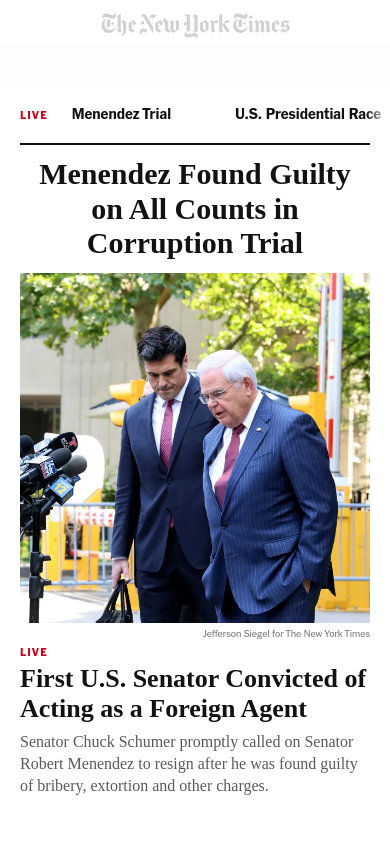 The New York Times
LIVE Menendez Trial U.S. Presidential Race
Menendez Found Guilty
on All Counts in
Corruption Trial
Jefferson Siegel for The New York Times
LIVE
First U.S. Senator Convicted of
Acting as a Foreign Agent
Senator Chuck Schumer promptly called on Senator
Robert Menendez to resign after he was found guilty
of bribery, extortion and other charges.